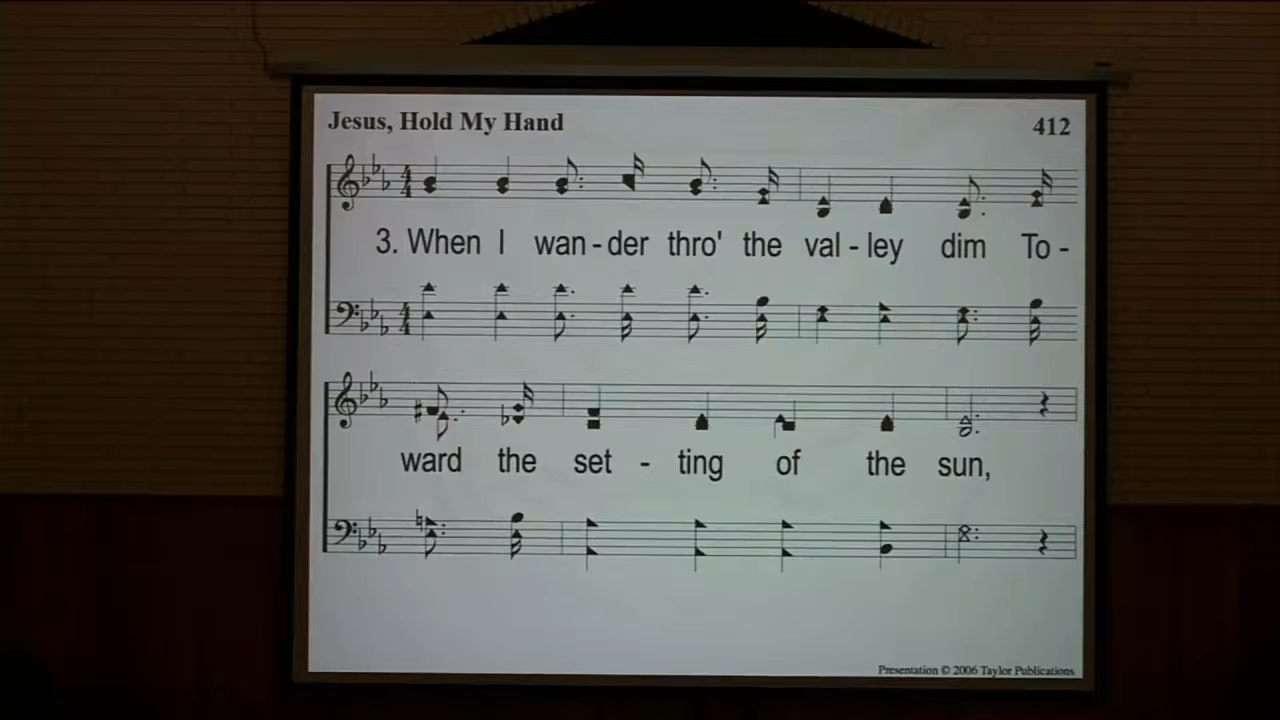 Jesus, Hold My Hand
412
3. When I wan - der thro' the val - ley dim To -
ward the set - ting of the sun,
Presentation © 2006 Taylor Publications